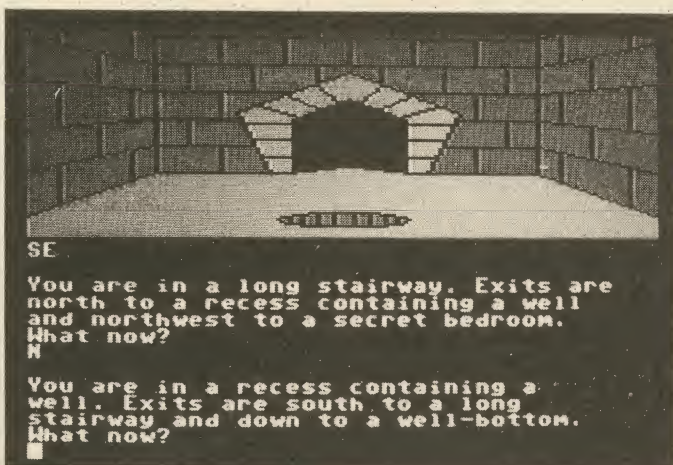 SE
You are in a long stairway. Exits are
north to a recess containing a well
and northwest to a secret bedroom.
What now?
N
You are in a recess containing a
well. Exits are south to a long
stairway and down to a well-bottom.
What now?